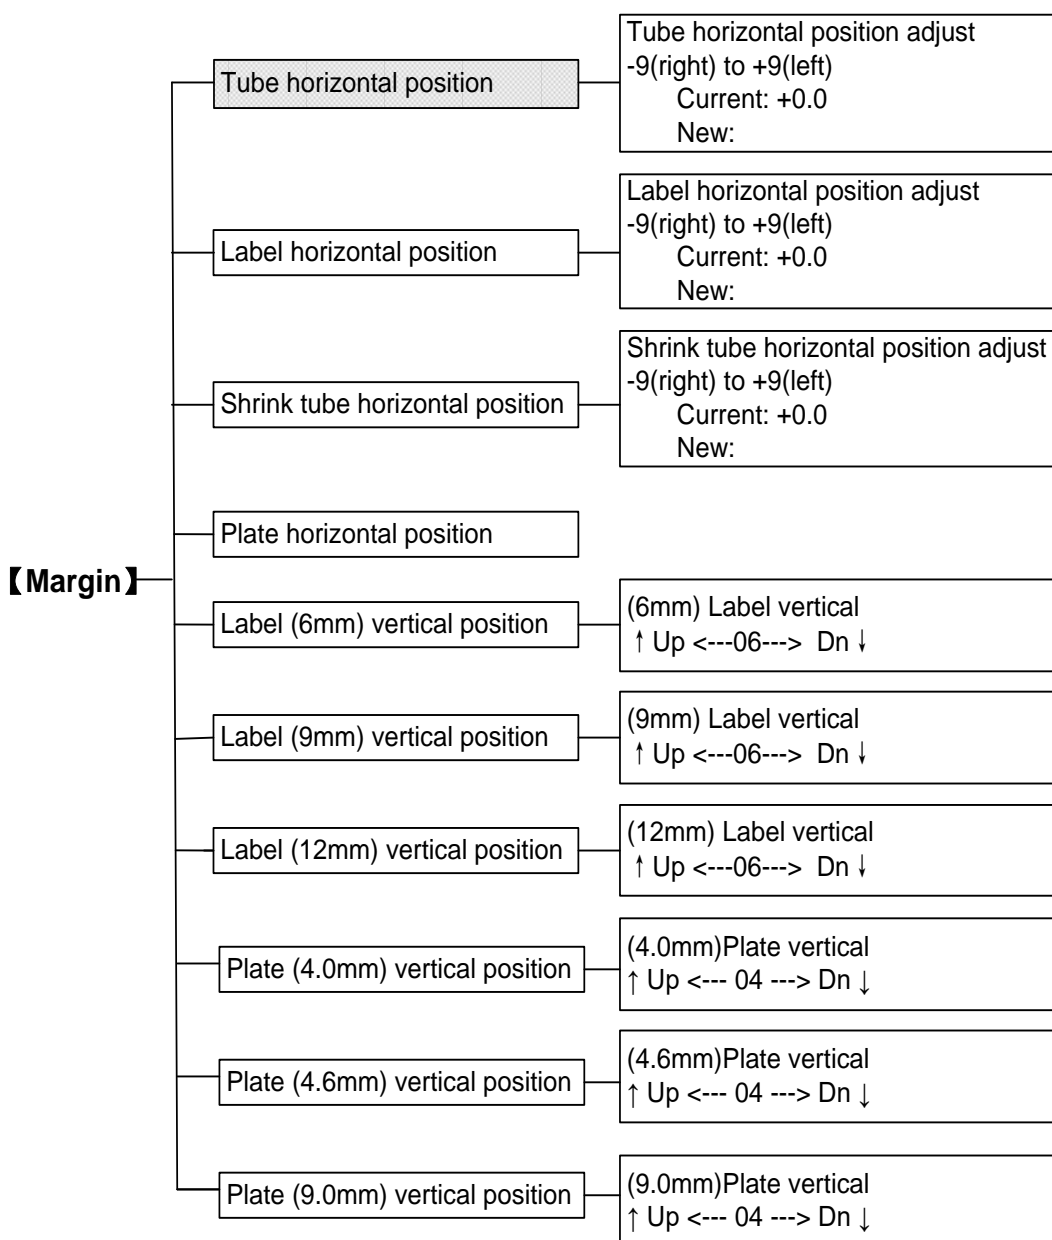 Tube horizontal position
Tube horizontal position adjust
-9(right) to +9(left)
Current: +0.0
New:
Label horizontal position
Label horizontal position adjust
-9(right) to +9(left)
Current: +0.0
New:
Shrink tube horizontal position
Shrink tube horizontal position adjust
-9(right) to +9(left)
Current: +0.0
New:
Plate horizontal position
【Margin】
Label (6mm) vertical position
(6mm) Label vertical
↑ Up <---06---> Dn ↓
Label (9mm) vertical position
(9mm) Label vertical
↑ Up <---06---> Dn ↓
Label (12mm) vertical position
(12mm) Label vertical
↑ Up <---06---> Dn ↓
Plate (4.0mm) vertical position
(4.0mm)Plate vertical
↑ Up <--- 04 ---> Dn ↓
Plate (4.6mm) vertical position
(4.6mm)Plate vertical
↑ Up <--- 04 ---> Dn ↓
Plate (9.0mm) vertical position
(9.0mm)Plate vertical
↑ Up <--- 04 ---> Dn ↓